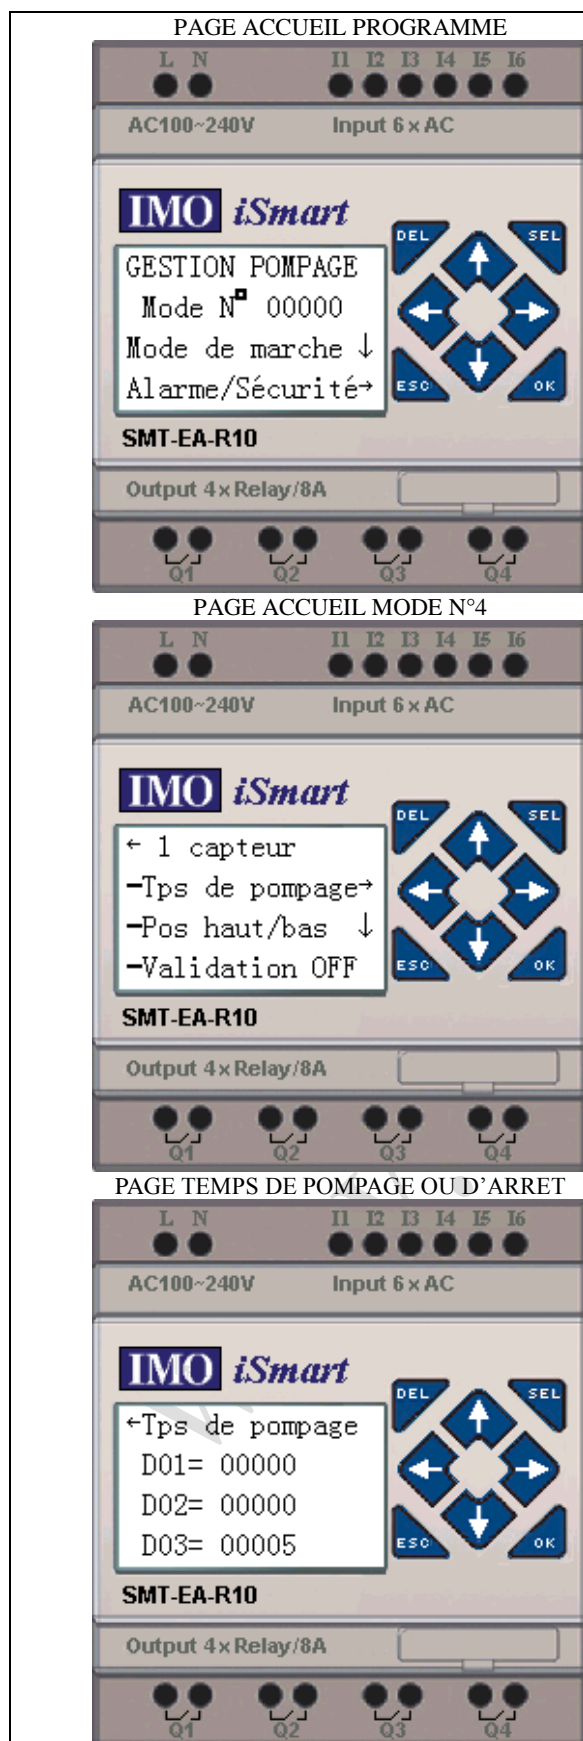 PAGE ACCUEIL PROGRAMME
L N I1 I2 I3 I4 I5 I6
AC100~240V Input 6 x AC
IMO iSmart
DEL SEL
GESTION POMPAGE
Mode N° 00000
Mode de marche ↓
Alarme/Sécurité→
ESC OK
SMT-EA-R10
Output 4 x Relay/8A
Q1 Q2 Q3 Q4
PAGE ACCUEIL MODE N°4
L N I1 I2 I3 I4 I5 I6
AC100~240V Input 6 x AC
IMO iSmart
DEL SEL
← 1 capteur
-Tps de pompage→
-Pos haut/bas ↓
-Validation OFF
ESC OK
SMT-EA-R10
Output 4 x Relay/8A
Q1 Q2 Q3 Q4
PAGE TEMPS DE POMPAGE OU D'ARRET
L N I1 I2 I3 I4 I5 I6
AC100~240V Input 6 x AC
IMO iSmart
DEL SEL
←Tps de pompage
D01= 00000
D02= 00000
D03= 00005
ESC OK
SMT-EA-R10
Output 4 x Relay/8A
Q1 Q2 Q3 Q4